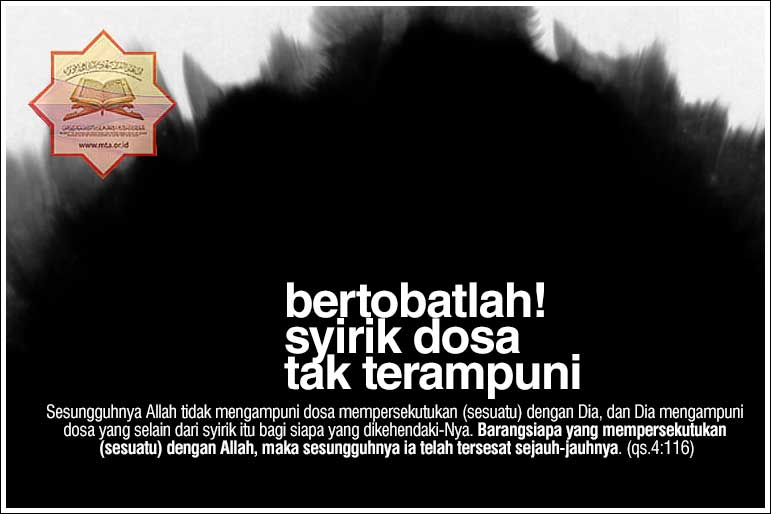 www.mta.or.id
bertobatlah!
syirik dosa
tak terampuni
Sesungguhnya Allah tidak mengampuni dosa mempersekutukan (sesuatu) dengan Dia, dan Dia mengampuni
dosa yang selain dari syirik itu bagi siapa yang dikehendaki-Nya. Barangsiapa yang mempersekutukan
(sesuatu) dengan Allah, maka sesungguhnya ia telah tersesat sejauh-jauhnya. (qs.4:116)